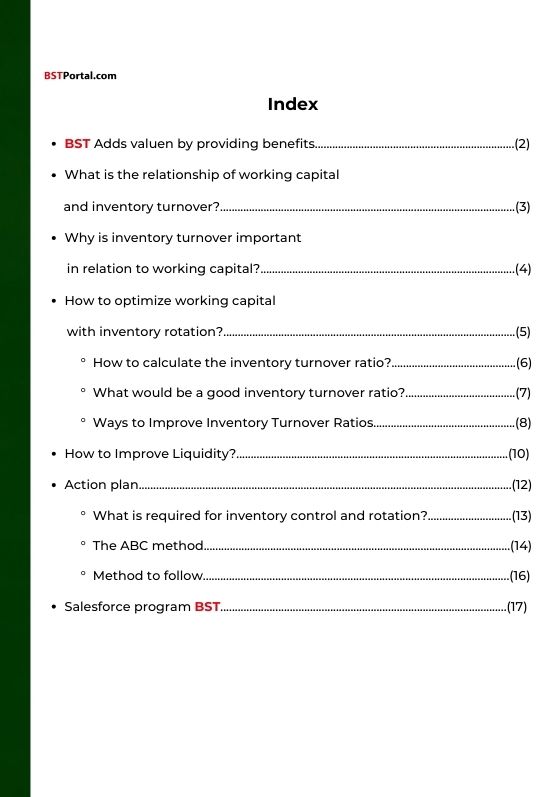 BSTPortal.com
Index
• BST Adds valuen by providing benefits....................................................................(2)
• What is the relationship of working capital
and inventory turnover?.....................................................................................................(3)
• Why is inventory turnover important
in relation to working capital?.......................................................................................(4)
• How to optimize working capital
with inventory rotation?....................................................................................................(5)
° How to calculate the inventory turnover ratio?...........................................(6)
° What would be a good inventory turnover ratio?......................................(7)
° Ways to Improve Inventory Turnover Ratios.................................................(8)
• How to Improve Liquidity?..............................................................................................(10)
• Action plan................................................................................................................................(12)
° What is required for inventory control and rotation?.............................(13)
° The ABC method.........................................................................................................(14)
° Method to follow.........................................................................................................(16)
• Salesforce program BST..................................................................................................(17)